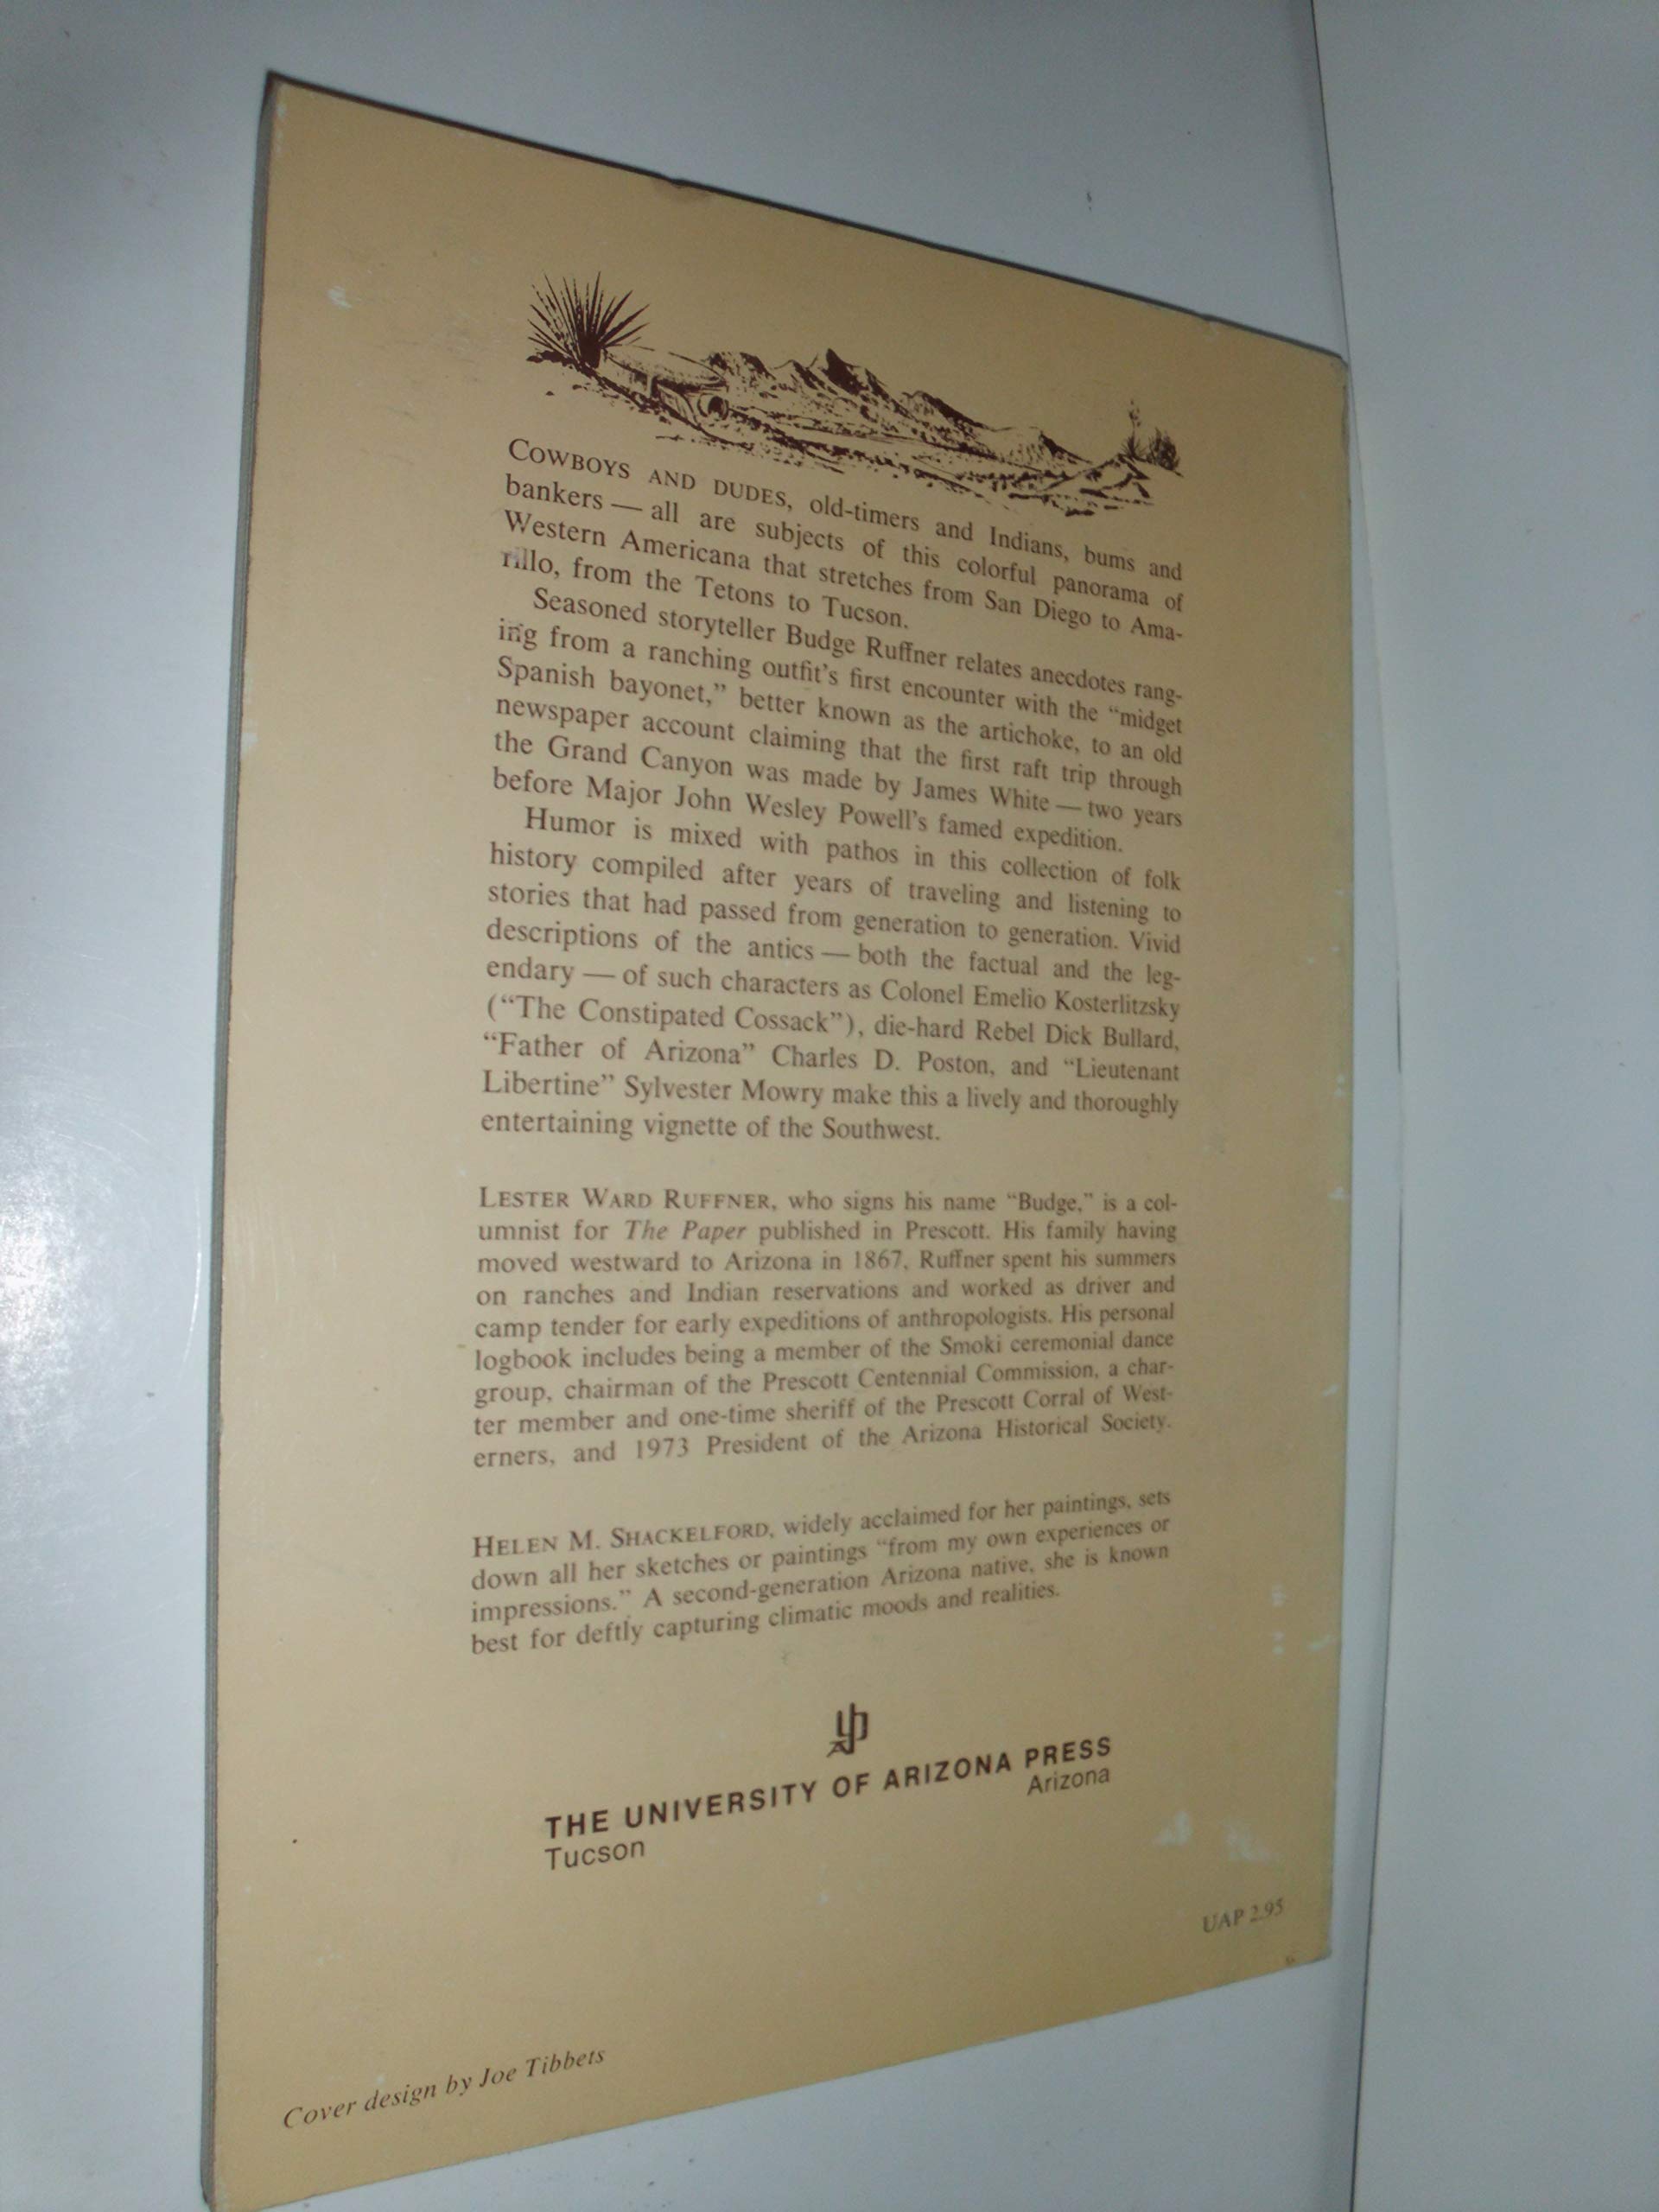 COWBOYS AND DUDES, old-timers and Indians, bums and
bankers — all are subjects of this colorful panorama of
Western Americana that stretches from San Diego to Ama-
rillo, from the Tetons to Tucson.
Seasoned storyteller Budge Ruffner relates anecdotes rang-
ing from a ranching outfit's first encounter with the “midget
Spanish bayonet,” better known as the artichoke, to an old
newspaper account claiming that the first raft trip through
the Grand Canyon was made by James White — two years
before Major John Wesley Powell's famed expedition.
Humor is mixed with pathos in this collection of folk
history compiled after years of traveling and listening to
stories that had passed from generation to generation. Vivid
descriptions of the antics — both the factual and the leg-
endary — of such characters as Colonel Emelio Kosterlitzsky
(“The Constipated Cossack”), die-hard Rebel Dick Bullard,
“Father of Arizona” Charles D. Poston, and “Lieutenant
Libertine” Sylvester Mowry make this a lively and thoroughly
entertaining vignette of the Southwest.
LESTER WARD RUFFNER, who signs his name “Budge,” is a col-
umnist for The Paper published in Prescott. His family having
moved westward to Arizona in 1867, Ruffner spent his summers
on ranches and Indian reservations and worked as driver and
camp tender for early expeditions of anthropologists. His personal
logbook includes being a member of the Smoki ceremonial dance
group, chairman of the Prescott Centennial Commission, a char-
ter member and one-time sheriff of the Prescott Corral of West-
erners, and 1973 President of the Arizona Historical Society.
HELEN M. SHACKELFORD, widely acclaimed for her paintings, sets
down all her sketches or paintings “from my own experiences or
impressions.” A second-generation Arizona native, she is known
best for deftly capturing climatic moods and realities.
THE UNIVERSITY OF ARIZONA PRESS
Tucson Arizona
UAP 2.95
Cover design by Joe Tibbets